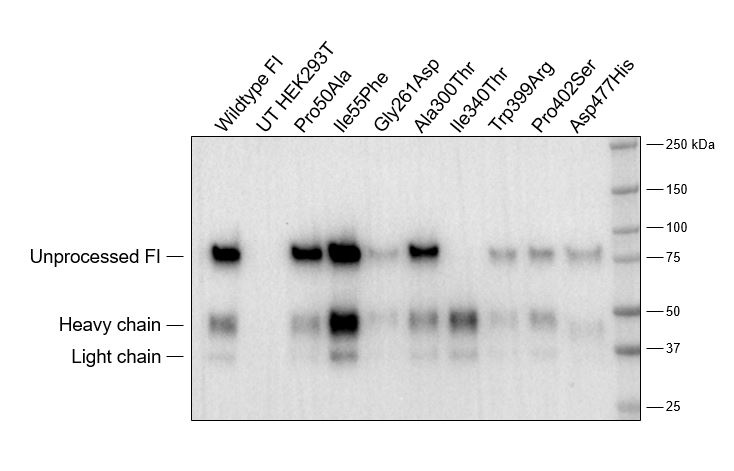 Wildtype FI
UT HEK293T
Pro50Ala
Ile55Phe
Gly261Asp
Ala300Thr
Ile340Thr
Trp399Arg
Pro402Ser
Asp477His
250 kDa
150
100
Unprocessed FI
75
50
Heavy chain
37
Light chain
25